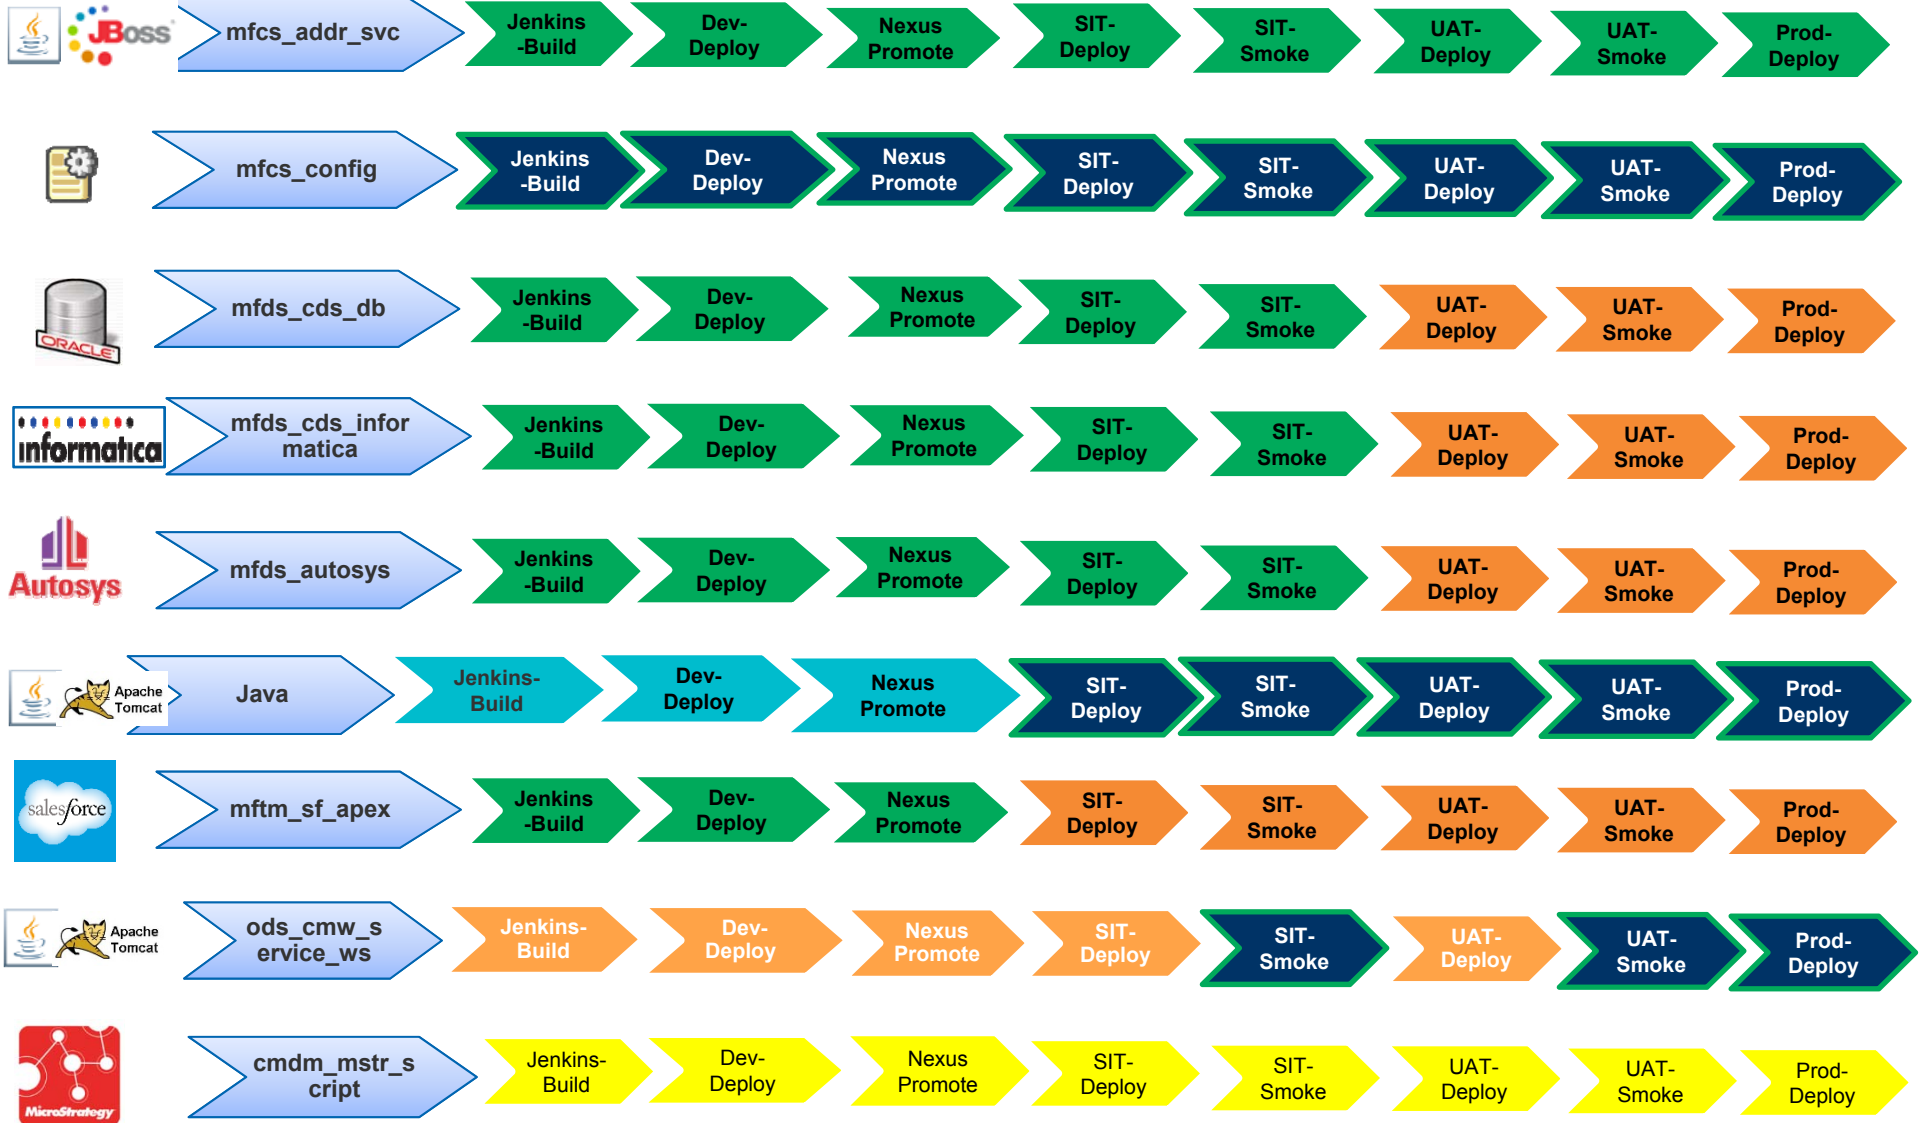 JBoss
mfcs_addr_svc
Jenkins
-Build
Dev-
Deploy
Nexus
Promote
SIT-
Deploy
SIT-
Smoke
UAT-
Deploy
UAT-
Smoke
Prod-
Deploy
mfcs_config
Jenkins
-Build
Dev-
Deploy
Nexus
Promote
SIT-
Deploy
SIT-
Smoke
UAT-
Deploy
UAT-
Smoke
Prod-
Deploy
ORACLE
mfds_cds_db
Jenkins
-Build
Dev-
Deploy
Nexus
Promote
SIT-
Deploy
SIT-
Smoke
UAT-
Deploy
UAT-
Smoke
Prod-
Deploy
informatica
mfds_cds_infor
matica
Jenkins
-Build
Dev-
Deploy
Nexus
Promote
SIT-
Deploy
SIT-
Smoke
UAT-
Deploy
UAT-
Smoke
Prod-
Deploy
Autosys
mfds_autosys
Jenkins
-Build
Dev-
Deploy
Nexus
Promote
SIT-
Deploy
SIT-
Smoke
UAT-
Deploy
UAT-
Smoke
Prod-
Deploy
Apache
Tomcat
Java
Jenkins-
Build
Dev-
Deploy
Nexus
Promote
SIT-
Deploy
SIT-
Smoke
UAT-
Deploy
UAT-
Smoke
Prod-
Deploy
salesforce
mftm_sf_apex
Jenkins
-Build
Dev-
Deploy
Nexus
Promote
SIT-
Deploy
SIT-
Smoke
UAT-
Deploy
UAT-
Smoke
Prod-
Deploy
Apache
Tomcat
ods_cmw_s
ervice_ws
Jenkins-
Build
Dev-
Deploy
Nexus
Promote
SIT-
Deploy
SIT-
Smoke
UAT-
Deploy
UAT-
Smoke
Prod-
Deploy
MicroStrategy
cmdm_mstr_s
cript
Jenkins-
Build
Dev-
Deploy
Nexus
Promote
SIT-
Deploy
SIT-
Smoke
UAT-
Deploy
UAT-
Smoke
Prod-
Deploy